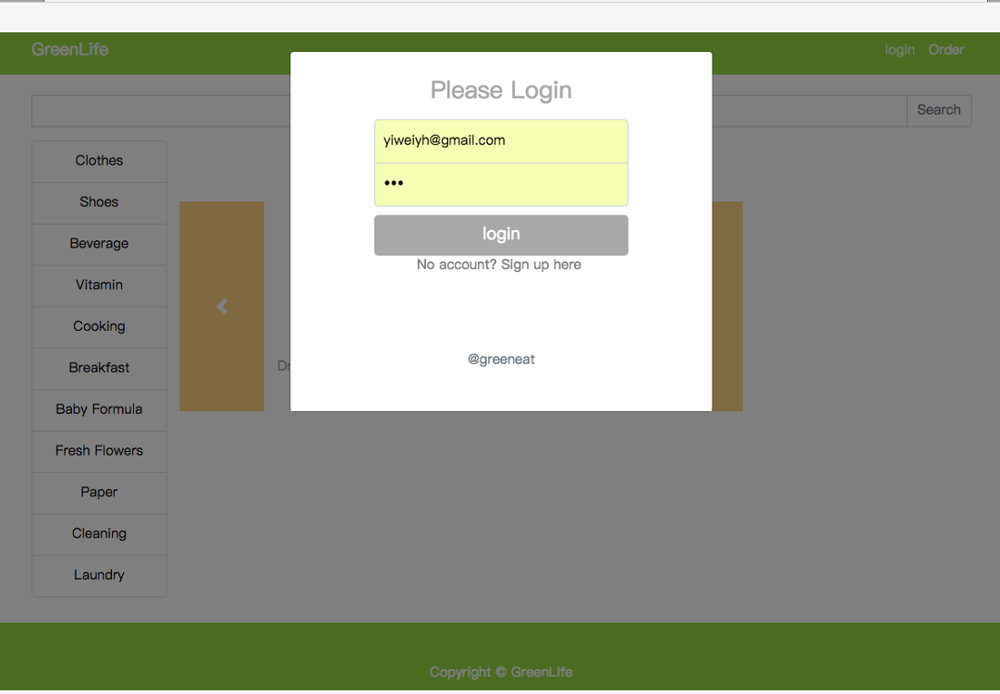 GreenLife
login Order
Search
Please Login
yiweiyh@gmail.com
•••
login
No account? Sign up here
@greeneat
Clothes
Shoes
Beverage
Vitamin
Cooking
Breakfast
Baby Formula
Fresh Flowers
Paper
Cleaning
Laundry
Copyright © GreenLife